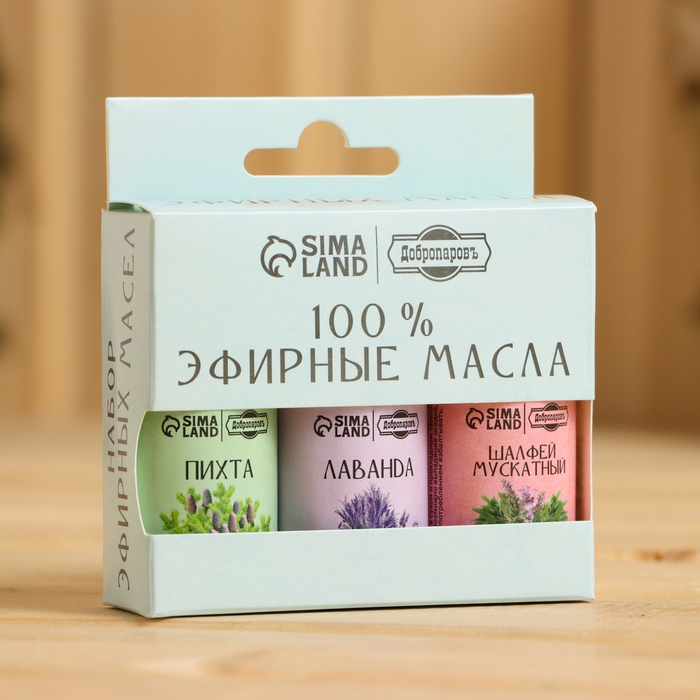 SIMA LAND
Добропаровъ
100 %
ЭФИРНЫЕ МАСЛА
НАБОР
ЭФИРНЫХ МАСЕЛ
SIMA LAND
Добропаровъ
ПИХТА
SIMA LAND
Добропаровъ
ЛАВАНДА
SIMA LAND
Добропаровъ
ШАЛФЕЙ
МУСКАТНЫЙ